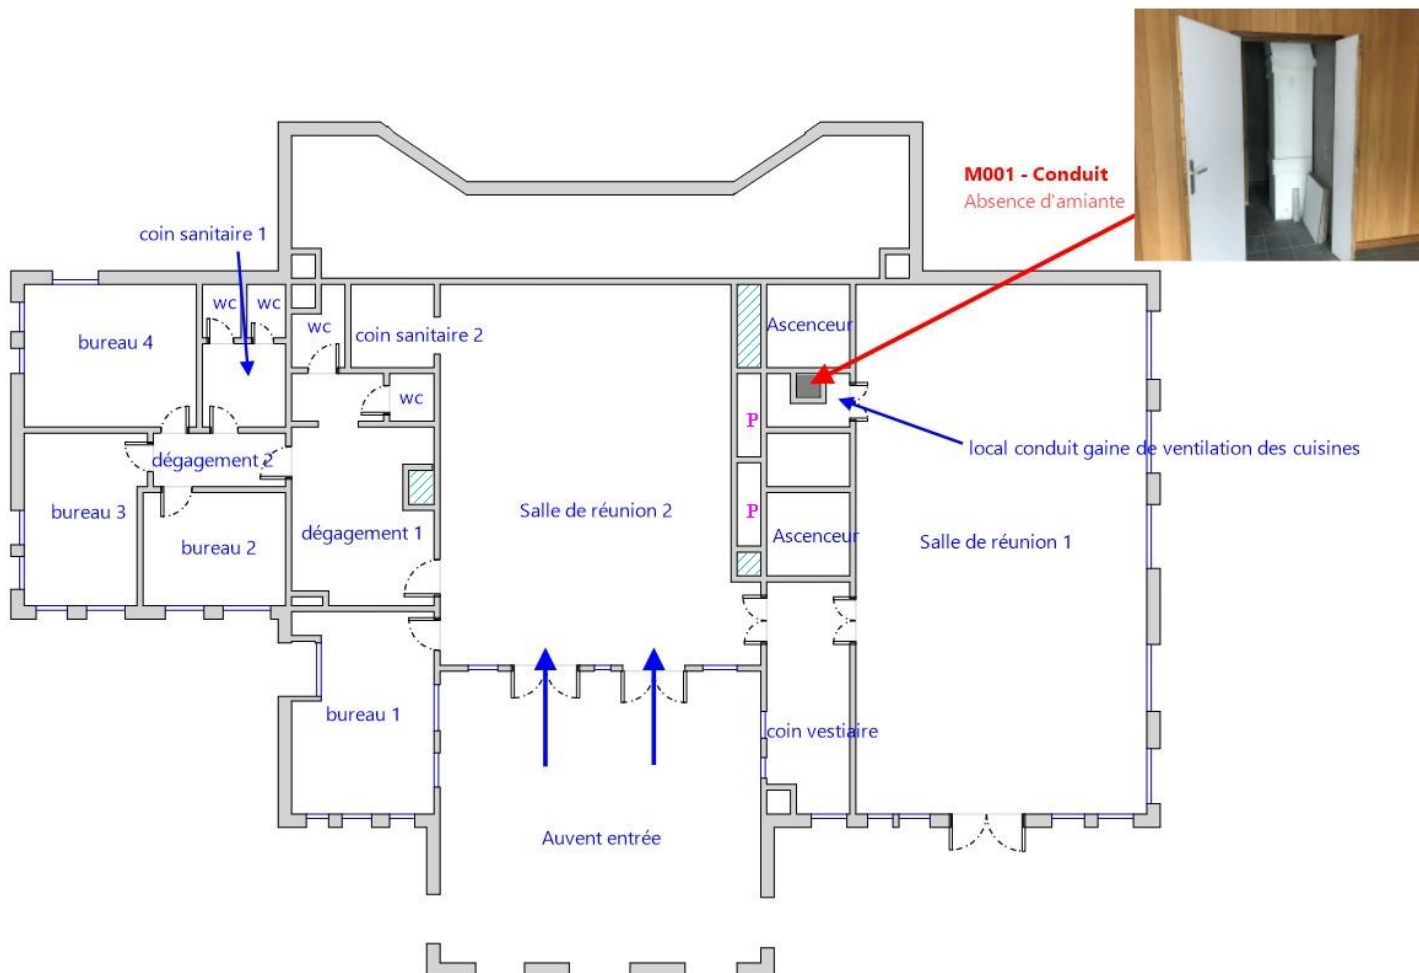 M001 - Conduit
Absence d'amiante
coin sanitaire 1
wc
wc
wc
Ascenceur
coin sanitaire 2
bureau 4
wc
P
local conduit gaine de ventilation des cuisines
dégagement 2
bureau 3
Salle de réunion 2
P
dégagement 1
Ascenceur
Salle de réunion 1
bureau 2
bureau 1
coin vestiaire
Auvent entrée